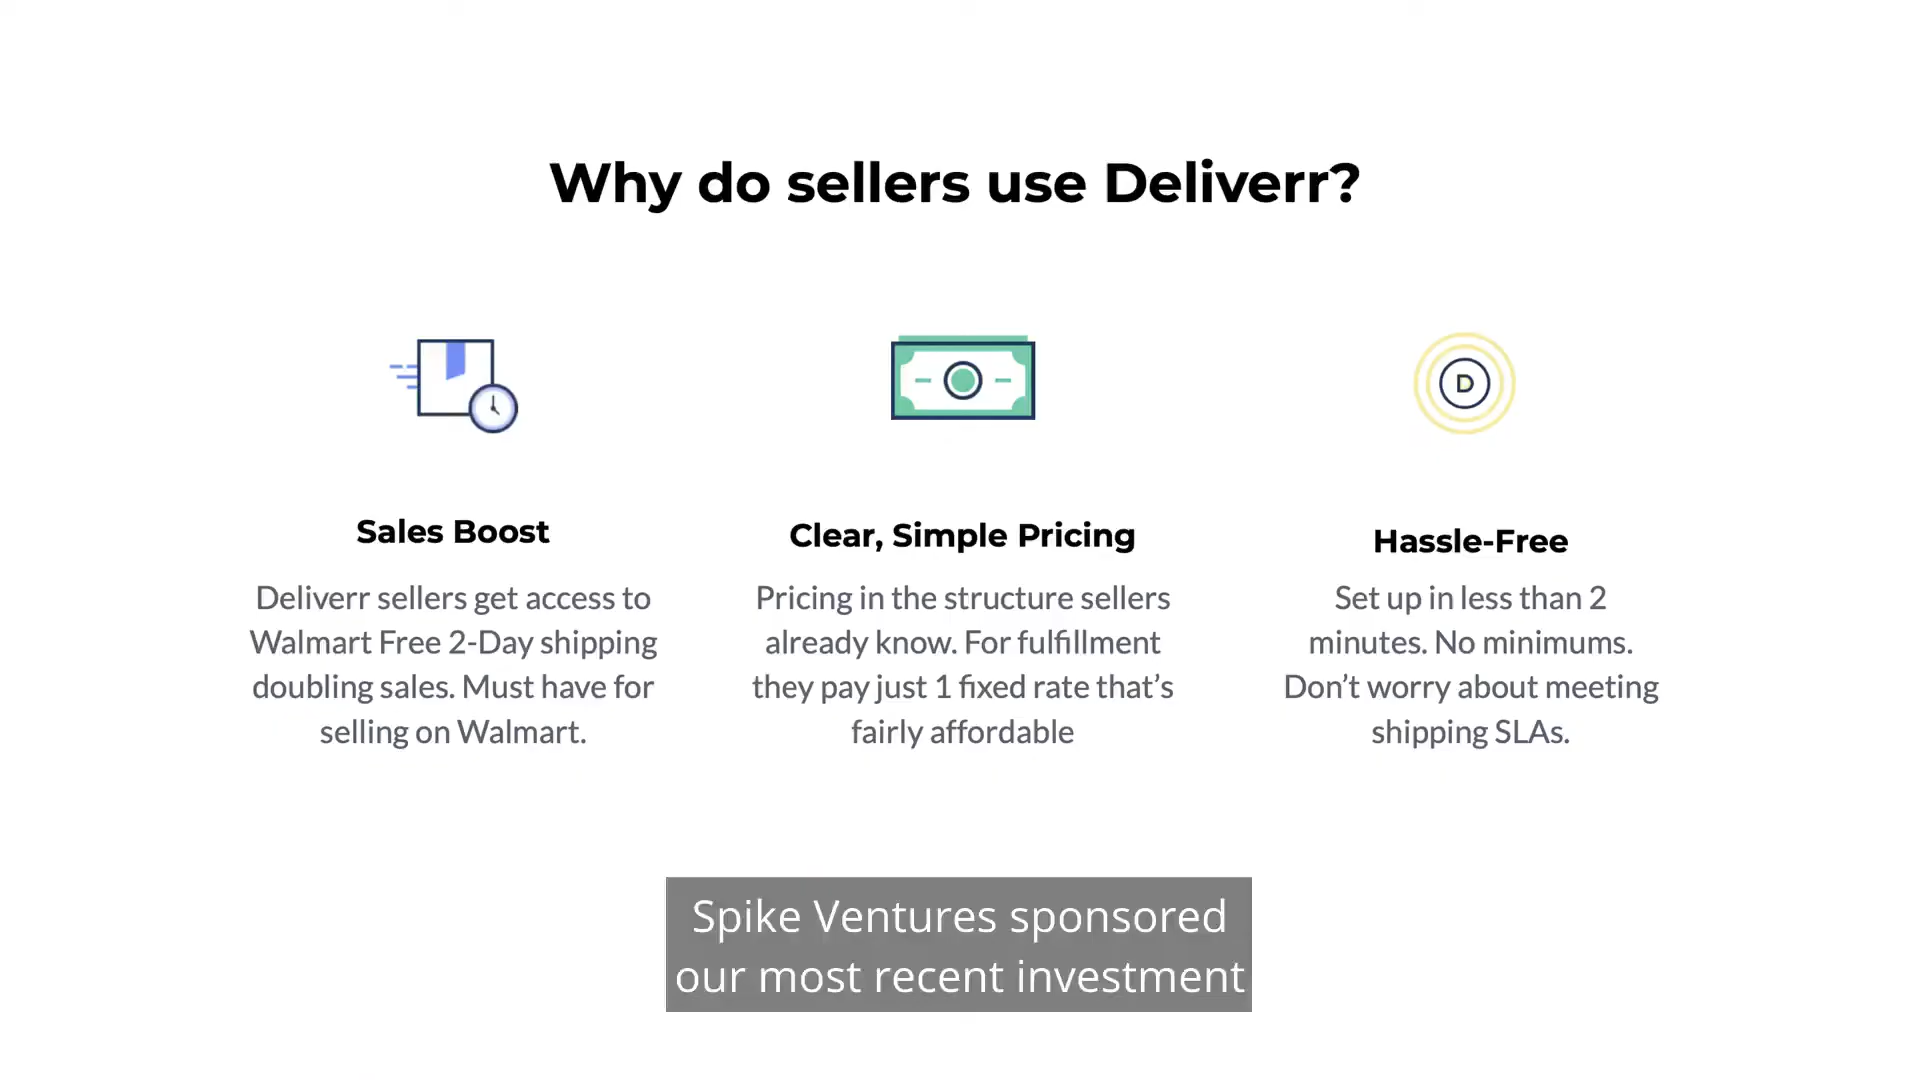 Why do sellers use Deliverr?
D
Sales Boost
Deliverr sellers get access to
Walmart Free 2-Day shipping
doubling sales. Must have for
selling on Walmart.
Clear, Simple Pricing
Pricing in the structure sellers
already know. For fulfillment
they pay just 1 fixed rate that’s
fairly affordable
Hassle-Free
Set up in less than 2
minutes. No minimums.
Don’t worry about meeting
shipping SLAs.
Spike Ventures sponsored
our most recent investment